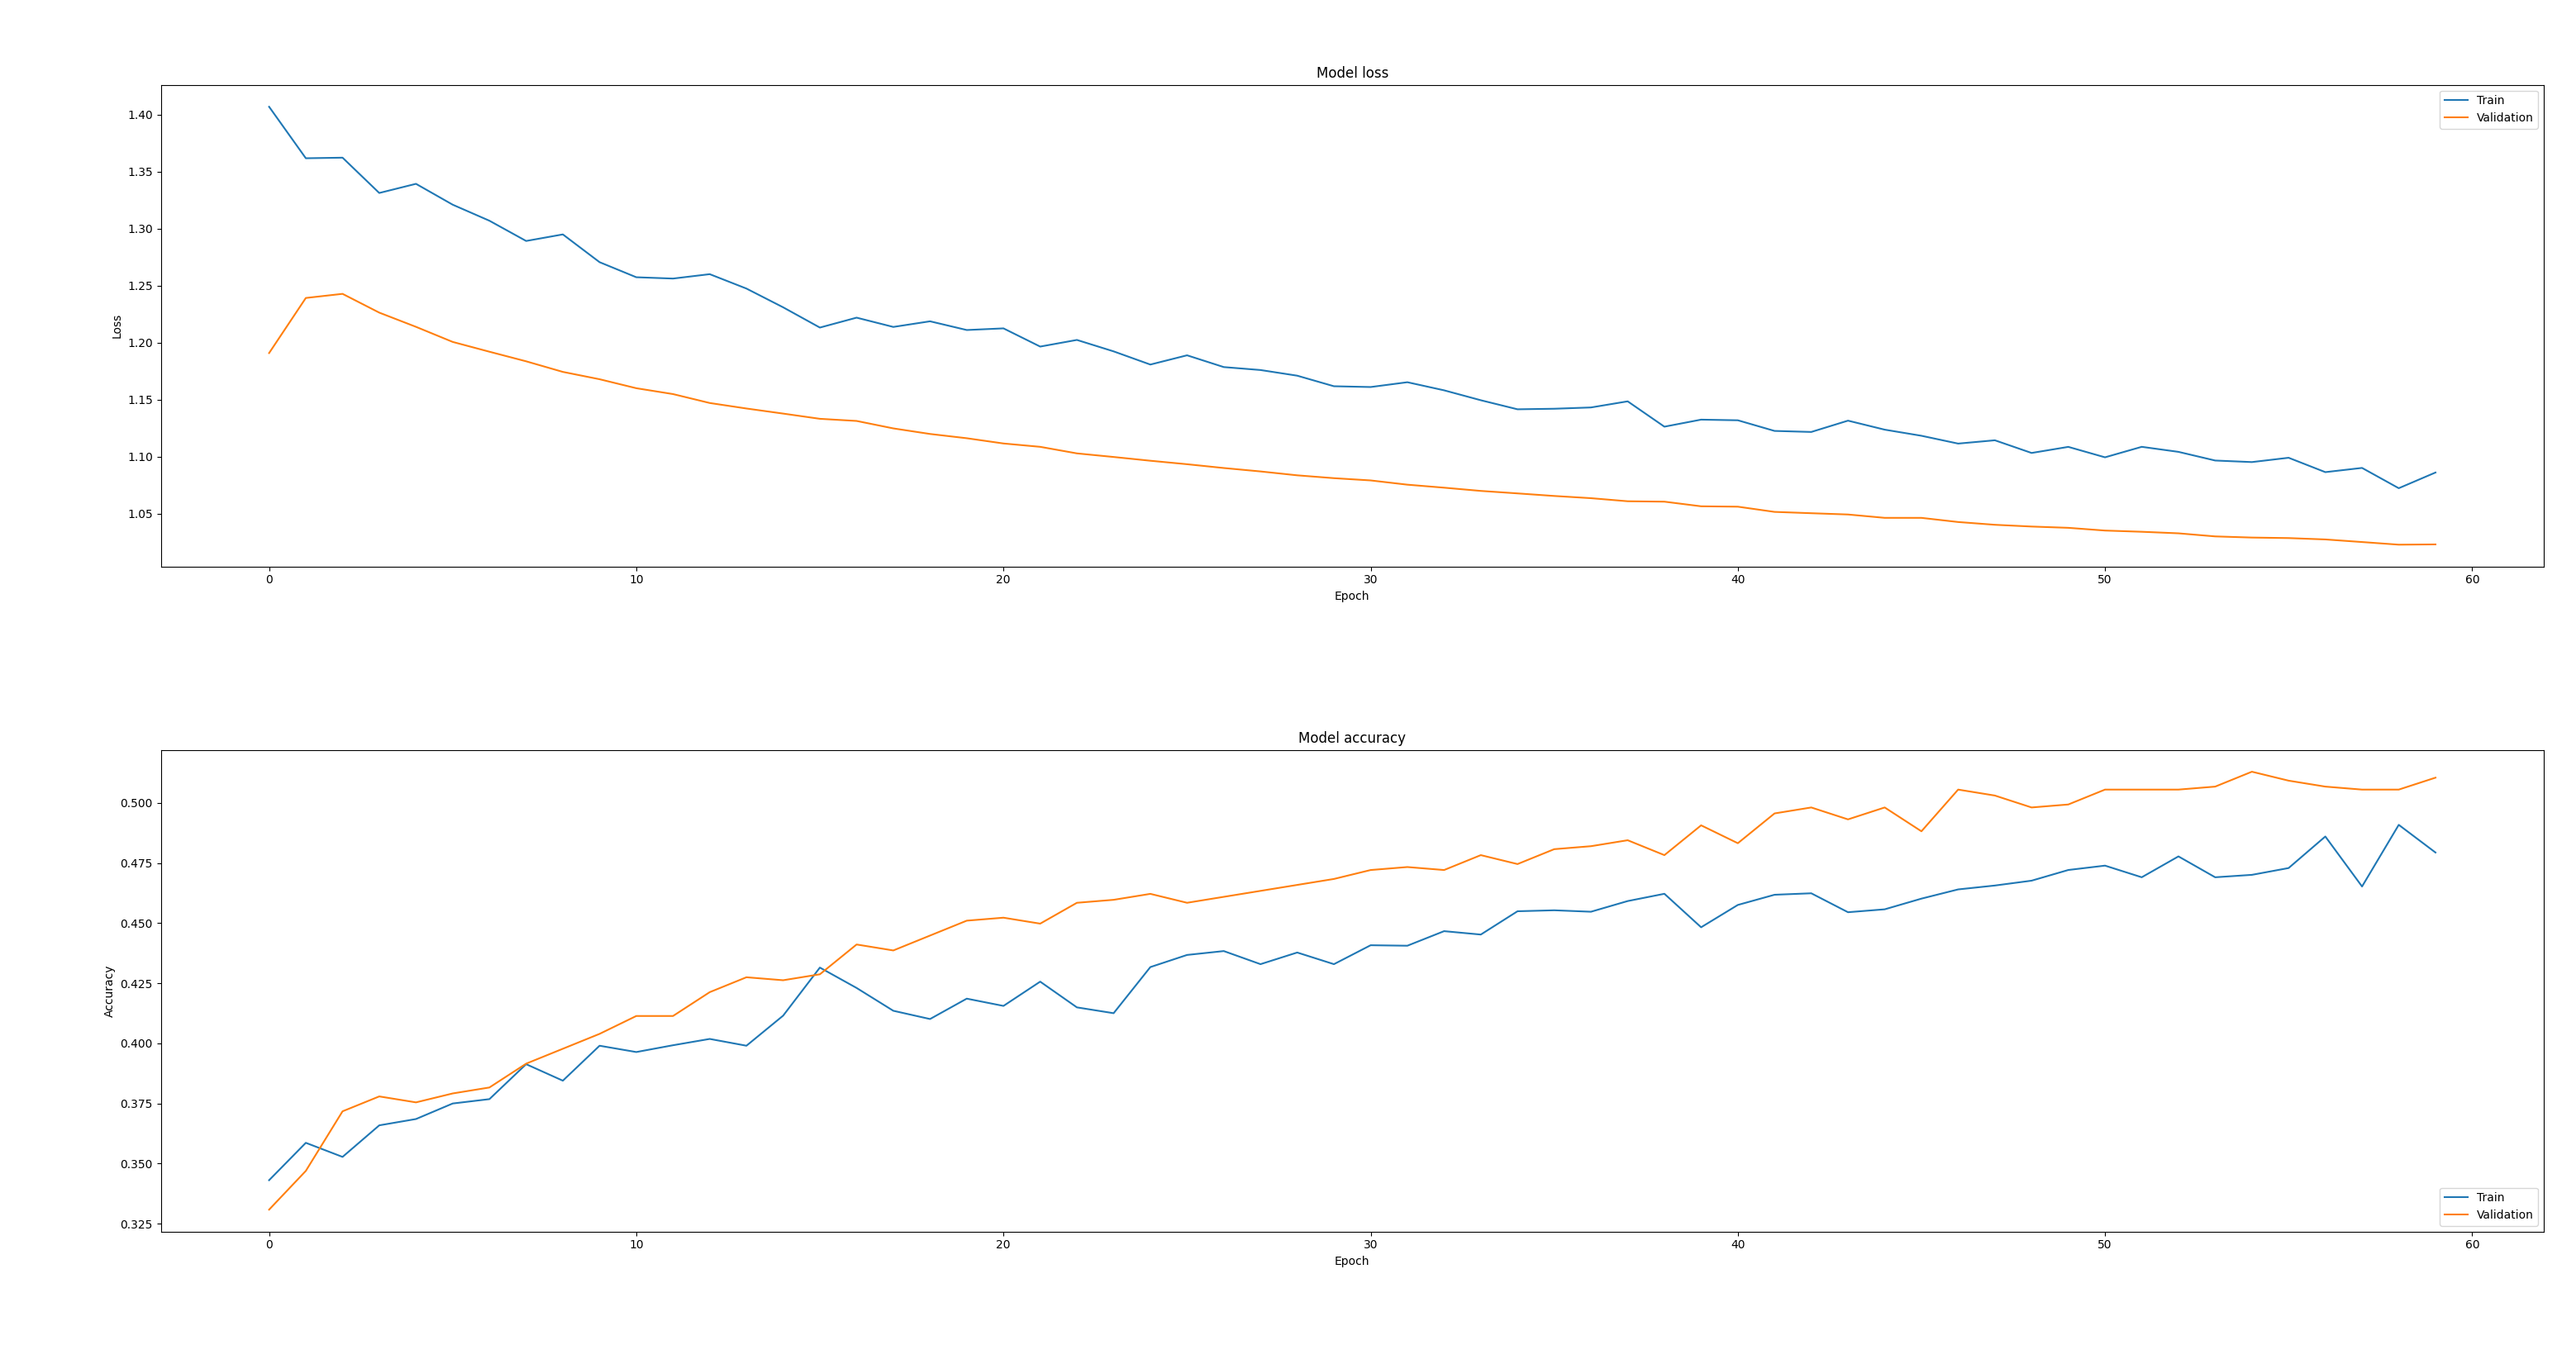 Model loss
Train
Validation
1.40
1.35
1.30
1.25
1.20
1.15
1.10
1.05
Loss
0 10 20 30 40 50 60
Epoch
Model accuracy
0.500
0.475
0.450
0.425
0.400
0.375
0.350
0.325
Accuracy
Train
Validation
0 10 20 30 40 50 60
Epoch